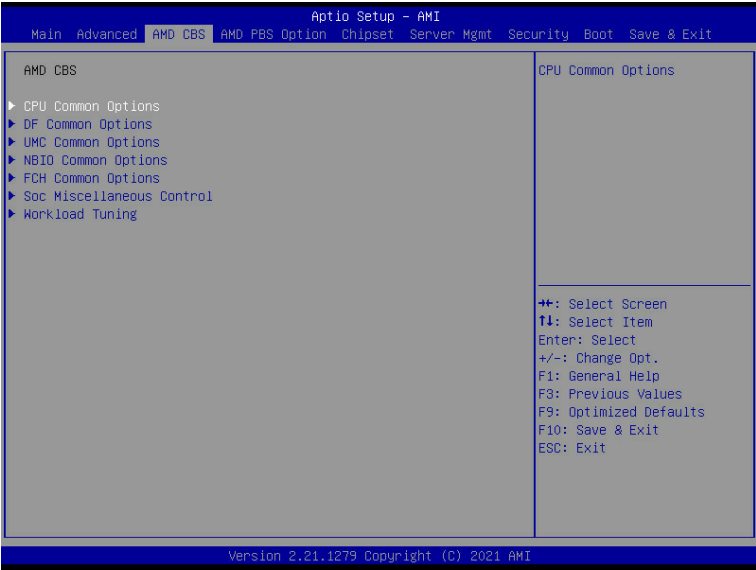 Aptio Setup - AMI
Main Advanced AMD CBS AMD PBS Option Chipset Server Mgmt Security Boot Save & Exit
AMD CBS
CPU Common Options
DF Common Options
UMC Common Options
NBIO Common Options
FCH Common Options
Soc Miscellaneous Control
Workload Tuning
CPU Common Options
→←: Select Screen
↑↓: Select Item
Enter: Select
+/-: Change Opt.
F1: General Help
F3: Previous Values
F9: Optimized Defaults
F10: Save & Exit
ESC: Exit
Version 2.21.1279 Copyright (C) 2021 AMI